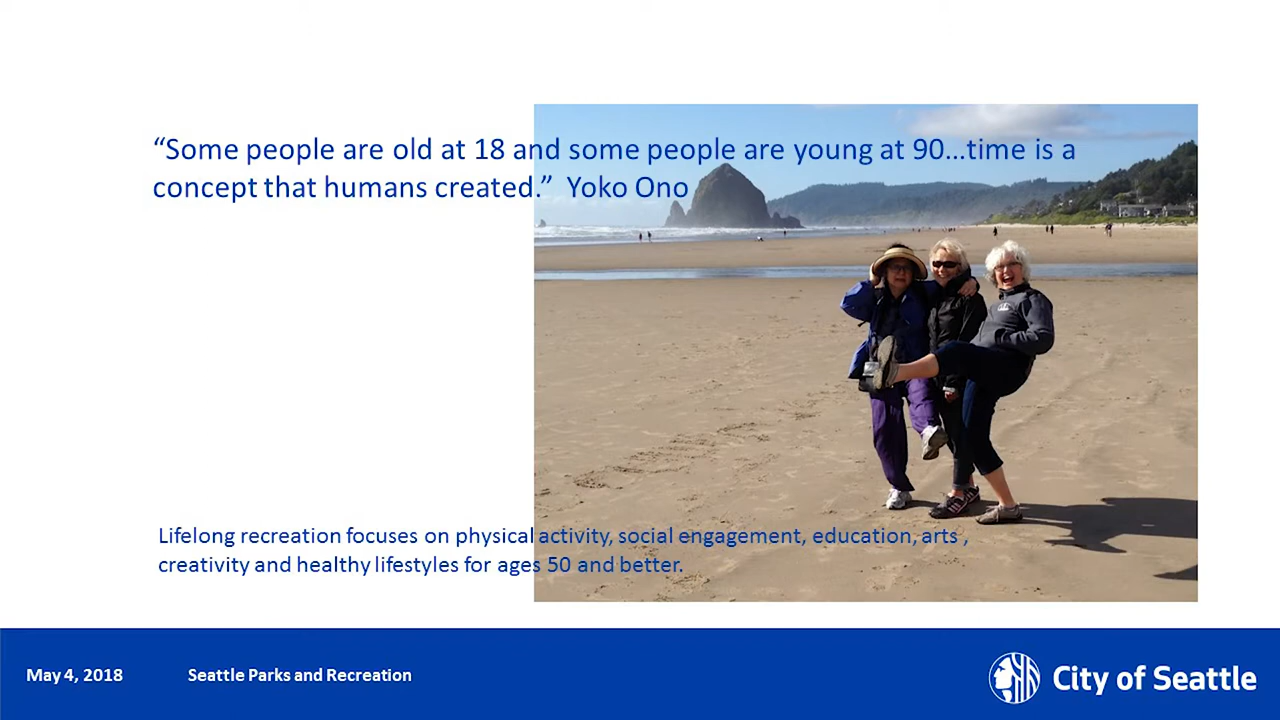 “Some people are old at 18 and some people are young at 90...time is a
concept that humans created.”  Yoko Ono
Lifelong recreation focuses on physical activity, social engagement, education, arts ,
creativity and healthy lifestyles for ages 50 and better.
May 4, 2018 Seattle Parks and Recreation City of Seattle